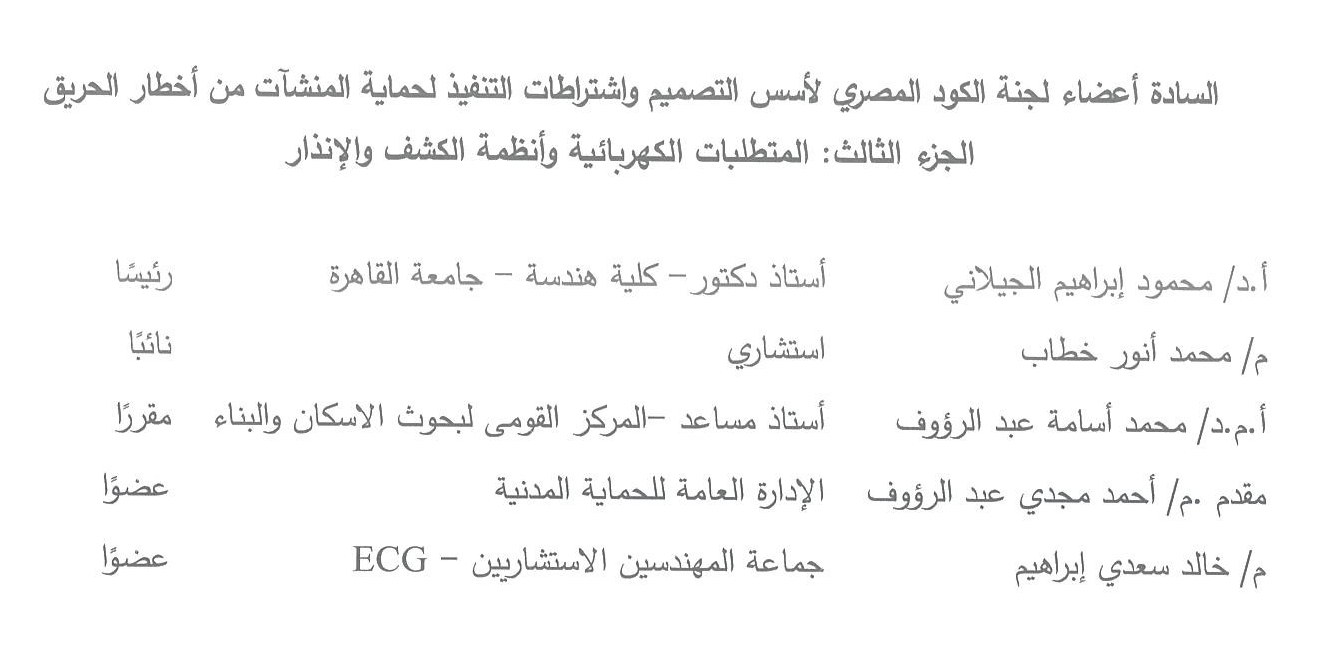 السادة أعضاء لجنة الكود المصري لأسس التصميم واشتراطات التنفيذ لحماية المنشآت من أخطار الحريق
الجزء الثالث: المتطلبات الكهربائية وأنظمة الكشف والإنذار
أ.د/ محمود إبراهيم الجيلاني أستاذ دكتور – كلية هندسة – جامعة القاهرة رئيسًا
م/ محمد أنور خطاب استشاري نائبًا
أ.م.د/ محمد أسامة عبد الرؤوف أستاذ مساعد –المركز القومى لبحوث الاسكان والبناء مقررًا
مقدم .م/ أحمد مجدي عبد الرؤوف الإدارة العامة للحماية المدنية عضوًا
م/ خالد سعدي إبراهيم جماعة المهندسين الاستشاريين – ECG عضوًا